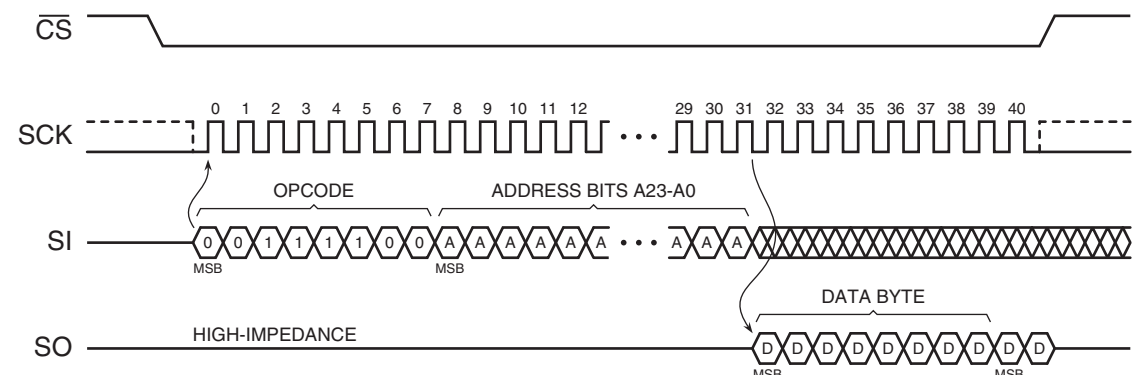 CS
SCK 0 1 2 3 4 5 6 7 8 9 10 11 12 29 30 31 32 33 34 35 36 37 38 39 40
OPCODE ADDRESS BITS A23-A0
SI 0 0 1 1 1 1 0 0 A A A A A A A A A
MSB MSB
DATA BYTE
HIGH-IMPEDANCE
SO D D D D D D D D D D
MSB MSB